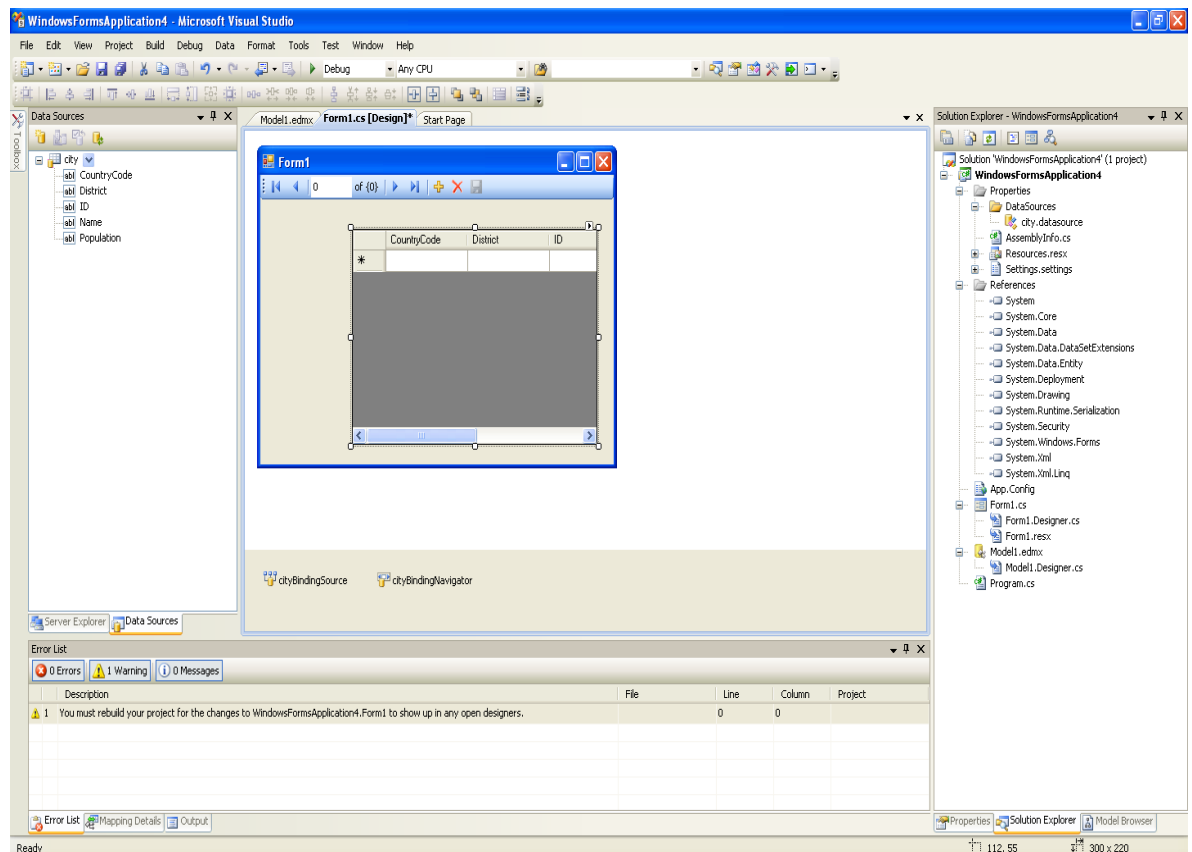 WindowsFormsApplication4 - Microsoft Visual Studio
File Edit View Project Build Debug Data Format Tools Test Window Help
Debug Any CPU
Toolbox
Data Sources
city
CountryCode
District
ID
Name
Population
Server Explorer Data Sources
Model1.edmx Form1.cs [Design]* Start Page
Form1
0 of {0}
CountryCode District ID
cityBindingSource cityBindingNavigator
Solution Explorer - WindowsFormsApplication4
Solution 'WindowsFormsApplication4' (1 project)
WindowsFormsApplication4
Properties
DataSources
city.datasource
AssemblyInfo.cs
Resources.resx
Settings.settings
References
System
System.Core
System.Data
System.Data.DataSetExtensions
System.Data.Entity
System.Deployment
System.Drawing
System.Runtime.Serialization
System.Security
System.Windows.Forms
System.Xml
System.Xml.Linq
App.Config
Form1.cs
Form1.Designer.cs
Form1.resx
Model1.edmx
Model1.Designer.cs
Program.cs
Error List
0 Errors 1 Warning 0 Messages
Description File Line Column Project
1 You must rebuild your project for the changes to WindowsFormsApplication4.Form1 to show up in any open designers. 0 0
Error List Mapping Details Output
Properties Solution Explorer Model Browser
Ready 112, 55 300 x 220